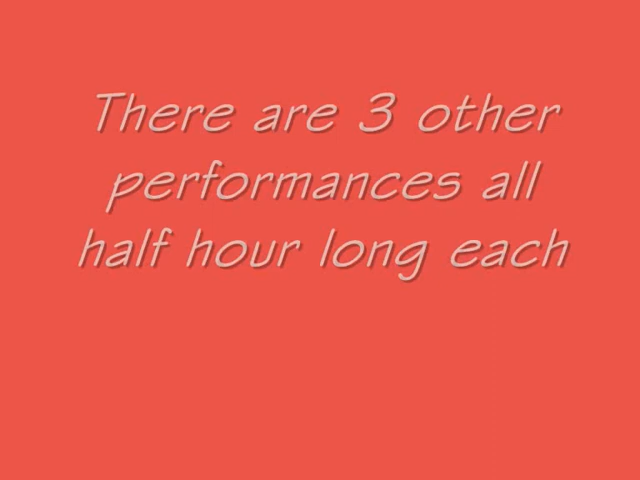 There are 3 other
performances all
half hour long each